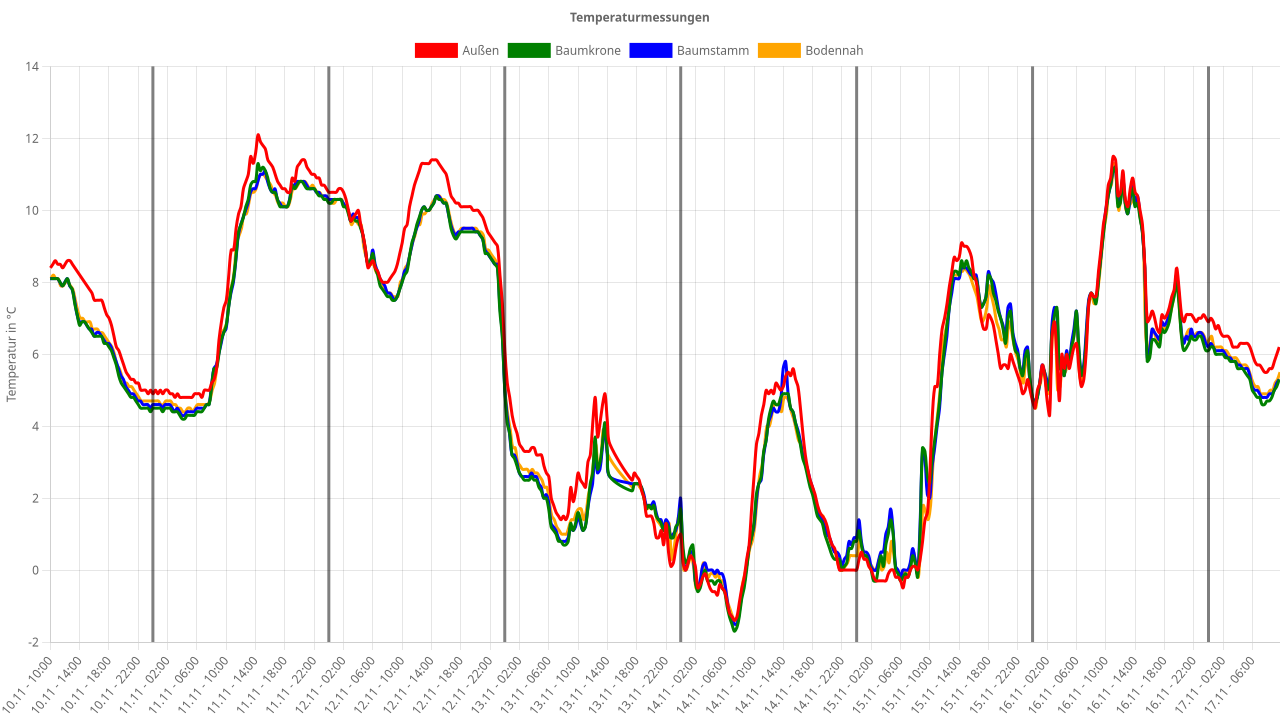 Temperaturmessungen
Außen Baumkrone Baumstamm Bodennah
Temperatur in °C
14
12
10
8
6
4
2
0
-2
10.11 - 10:00
10.11 - 14:00
10.11 - 18:00
10.11 - 22:00
11.11 - 02:00
11.11 - 06:00
11.11 - 10:00
11.11 - 14:00
11.11 - 18:00
11.11 - 22:00
12.11 - 02:00
12.11 - 06:00
12.11 - 10:00
12.11 - 14:00
12.11 - 18:00
12.11 - 22:00
13.11 - 02:00
13.11 - 06:00
13.11 - 10:00
13.11 - 14:00
13.11 - 18:00
13.11 - 22:00
14.11 - 02:00
14.11 - 06:00
14.11 - 10:00
14.11 - 14:00
14.11 - 18:00
14.11 - 22:00
15.11 - 02:00
15.11 - 06:00
15.11 - 10:00
15.11 - 14:00
15.11 - 18:00
15.11 - 22:00
16.11 - 02:00
16.11 - 06:00
16.11 - 10:00
16.11 - 14:00
16.11 - 18:00
16.11 - 22:00
17.11 - 02:00
17.11 - 06:00